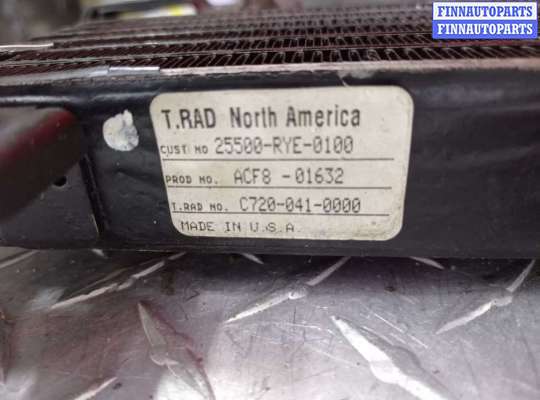 FINNAUTOPARTS
FINNAUTOPARTS
T.RAD North America
CUST NO 25500-RYE-0100
PROD NO. ACF8 -01632
T.RAD NO. C720-041-0000
MADE IN U.S.A.